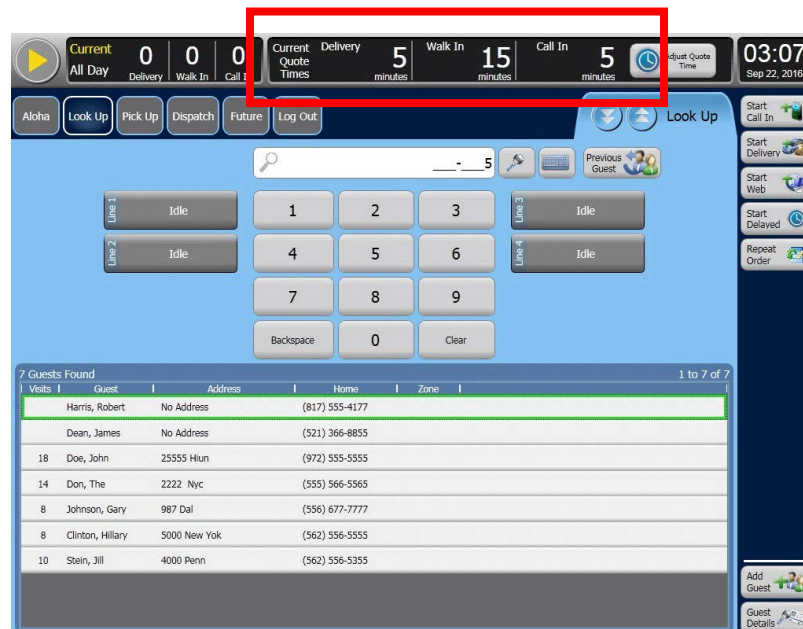 Current
All Day
0
Delivery
0
Walk In
0
Call
Current
Quote
Times
Delivery
5
minutes
Walk In
15
minutes
Call In
5
minutes
Adjust Quote
Time
03:07
Sep 22, 2016
Aloha
Look Up
Pick Up
Dispatch
Future
Log Out
Look Up
Start
Call In
Start
Delivery
Start
Web
Start
Delayed
Repeat
Order
__-___5
Previous
Guest
Line 1
Idle
Line 2
Idle
1 2 3
4 5 6
7 8 9
Backspace 0 Clear
Line 3
Idle
Line 4
Idle
7 Guests Found 1 to 7 of 7
Visits Guest Address Home Zone
Harris, Robert No Address (817) 555-4177
Dean, James No Address (521) 366-8855
18 Doe, John 25555 Hiun (972) 555-5555
14 Don, The 2222 Nyc (555) 566-5565
8 Johnson, Gary 987 Dal (556) 677-7777
8 Clinton, Hillary 5000 New Yok (562) 556-5555
10 Stein, Jill 4000 Penn (562) 556-5355
Add
Guest
Guest
Details